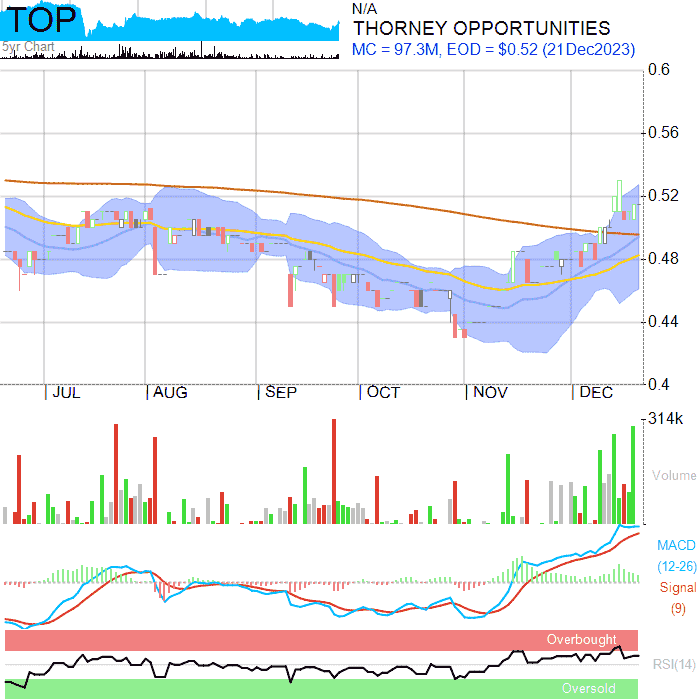 TOP
5yr Chart
N/A
THORNEY OPPORTUNITIES
MC = 97.3M, EOD = $0.52 (21Dec2023)
0.6
0.56
0.52
0.48
0.44
0.4
JUL AUG SEP OCT NOV DEC
314k
Volume
MACD
(12-26)
Signal
(9)
Overbought
RSI(14)
Oversold